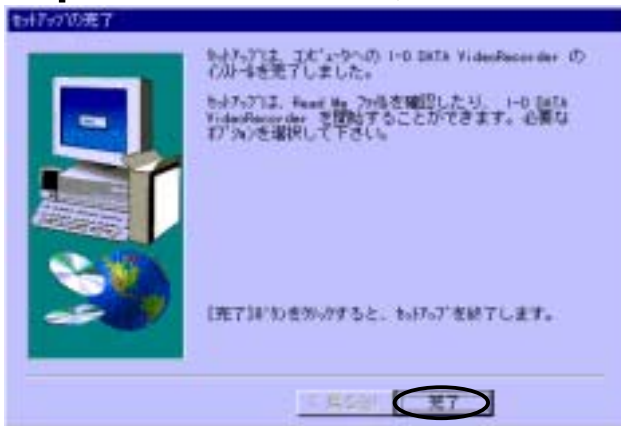 セットアップの完了
セットアップは、コンピュータへの I-O DATA VideoRecorder の
インストールを完了しました。
セットアップは、Read Me ファイルを確認したり、 I-O DATA
VideoRecorder を開始することができます。必要な
オプションを選択して下さい。
[完了]ボタンをクリックすると、セットアップを終了します。
< 戻る(B)
完了